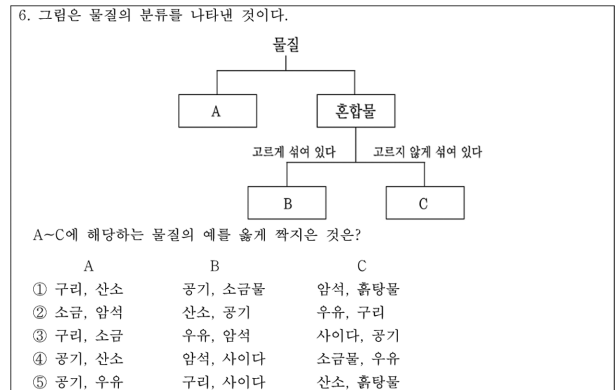 6. 그림은 물질의 분류를 나타낸 것이다.
물질
A
혼합물
고르게 섞여 있다
고르지 않게 섞여 있다
B
C
A~C에 해당하는 물질의 예를 옳게 짝지은 것은?
A B C
① 구리, 산소 공기, 소금물 암석, 흙탕물
② 소금, 암석 산소, 공기 우유, 구리
③ 구리, 소금 우유, 암석 사이다, 공기
④ 공기, 산소 암석, 사이다 소금물, 우유
⑤ 공기, 우유 구리, 사이다 산소, 흙탕물